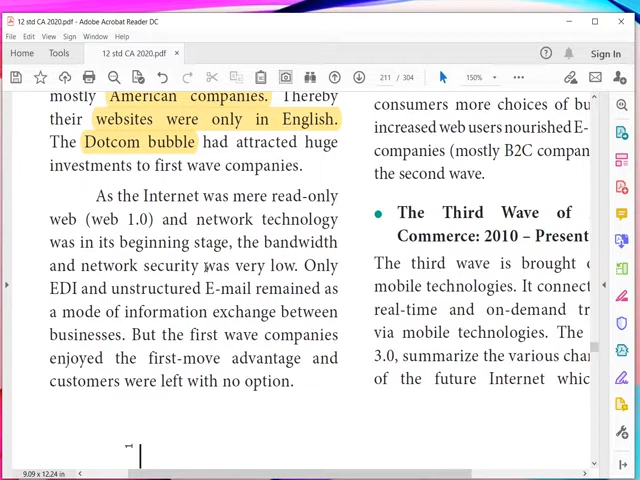 12 std CA 2020.pdf - Adobe Acrobat Reader DC
File Edit View Sign Window Help
Home Tools 12 std CA 2020.pdf × Sign In
211 / 304 150%
mostly American companies. Thereby
their websites were only in English.
The Dotcom bubble had attracted huge
investments to first wave companies.
As the Internet was mere read-only
web (web 1.0) and network technology
was in its beginning stage, the bandwidth
and network security was very low. Only
EDI and unstructured E-mail remained as
a mode of information exchange between
businesses. But the first wave companies
enjoyed the first-move advantage and
customers were left with no option.
consumers more choices of bu
increased web users nourished E-
companies (mostly B2C compan
the second wave.
• The Third Wave of
Commerce: 2010 – Present
The third wave is brought
mobile technologies. It connect
real-time and on-demand tr
via mobile technologies. The
3.0, summarize the various chan
of the future Internet whic
1
9.09 x 12.24 in